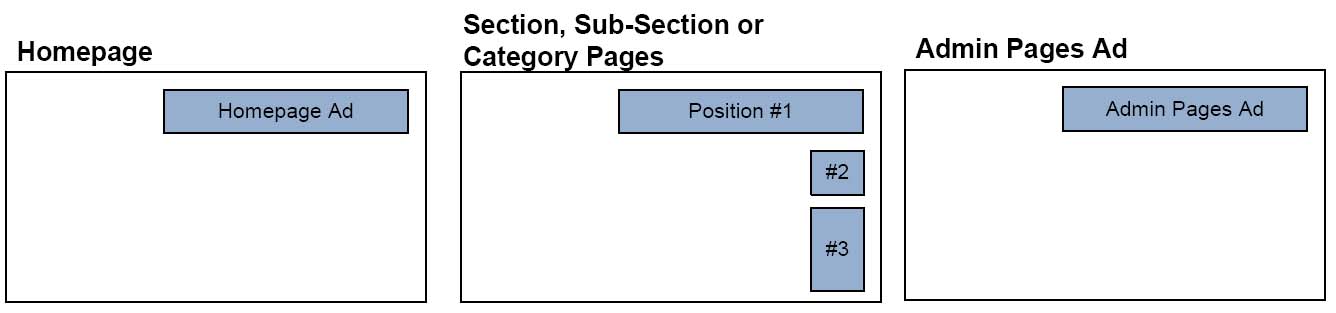 Homepage
Homepage Ad
Section, Sub-Section or
Category Pages
Position #1
#2
#3
Admin Pages Ad
Admin Pages Ad